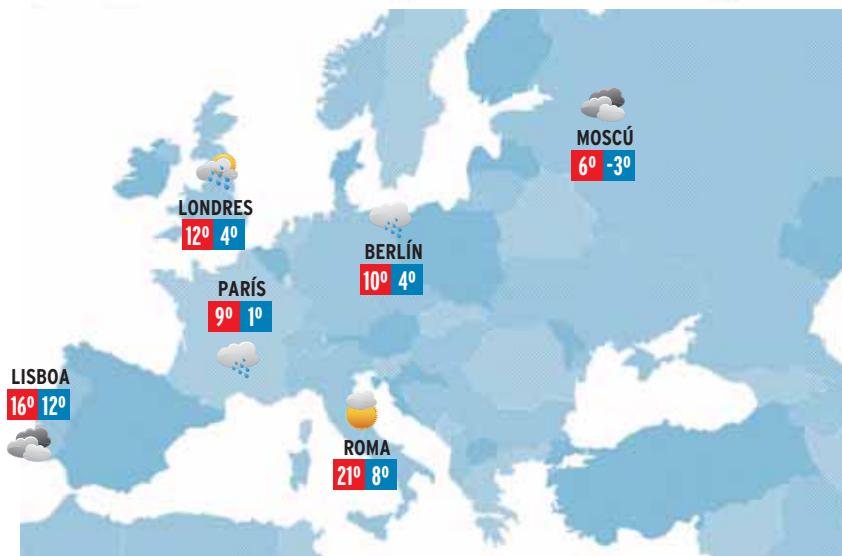 MOSCÚ
6º -3º
LONDRES
12º 4º
BERLÍN
10º 4º
PARÍS
9º 1º
LISBOA
16º 12º
ROMA
21º 8º